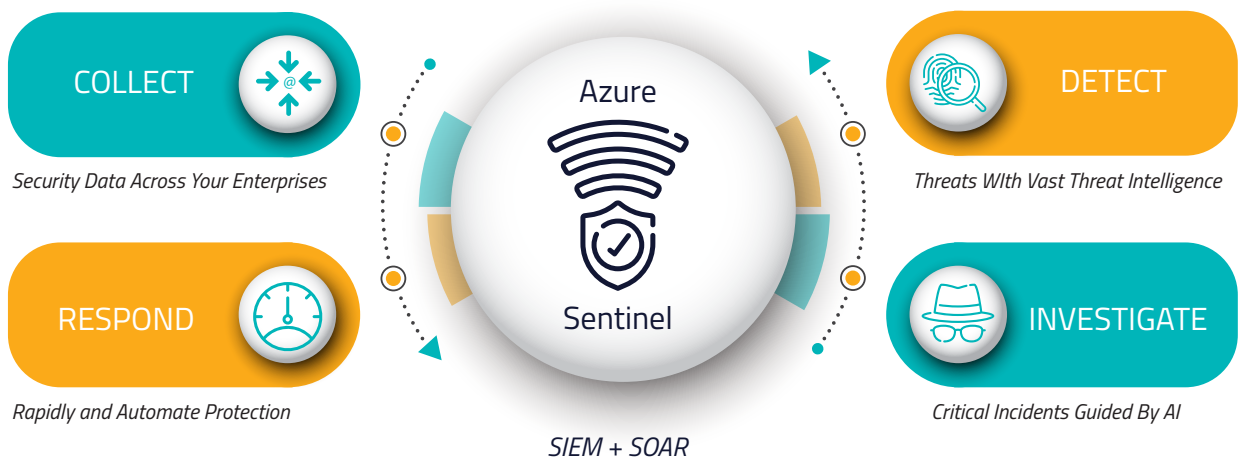 COLLECT
@
Security Data Across Your Enterprises
RESPOND
Rapidly and Automate Protection
Azure
Sentinel
SIEM + SOAR
DETECT
Threats WIth Vast Threat Intelligence
INVESTIGATE
Critical Incidents Guided By AI